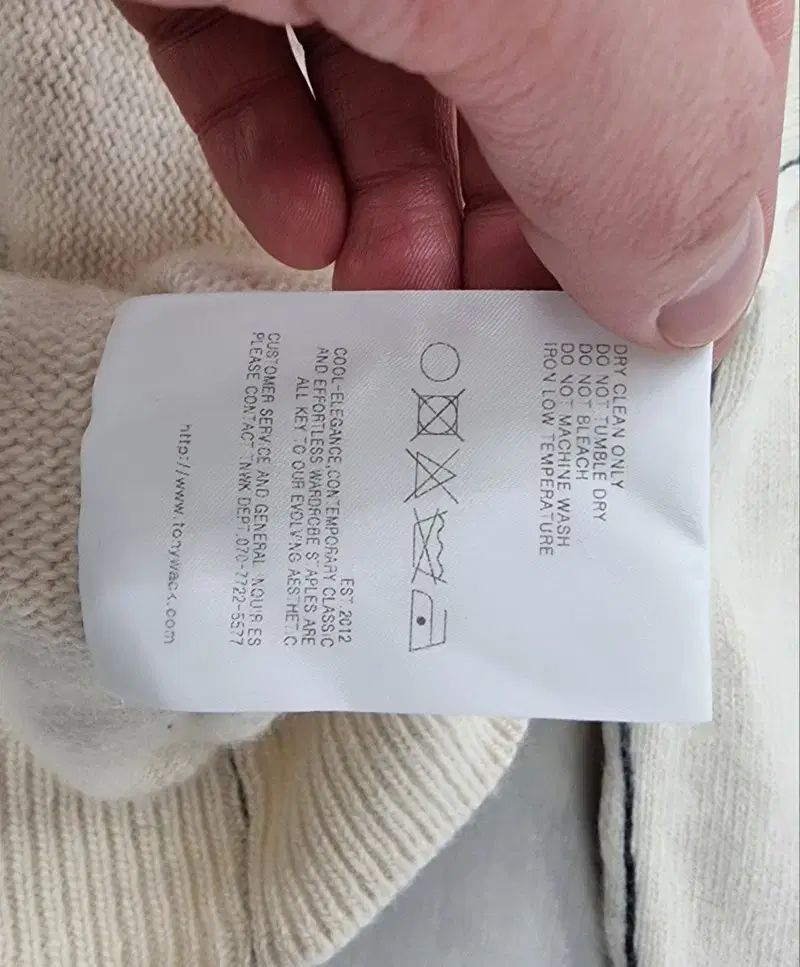 DRY CLEAN ONLY
DO NOT TUMBLE DRY
DO NOT BLEACH
DO NOT MACHINE WASH
IRON LOW TEMPERATURE
EST 2012
COOL-ELEGANCE,CONTEMPORARY CLASSIC
AND EFFORTLESS WARDROBE STAPLES ARE
ALL KEY TO OUR EVOLVING AESTHETIC
CUSTOMER SERVICE AND GENERAL INQUIRIES
PLEASE CONTACT TNWK DEPT.070-7722-5577
http://www.tonywack.com